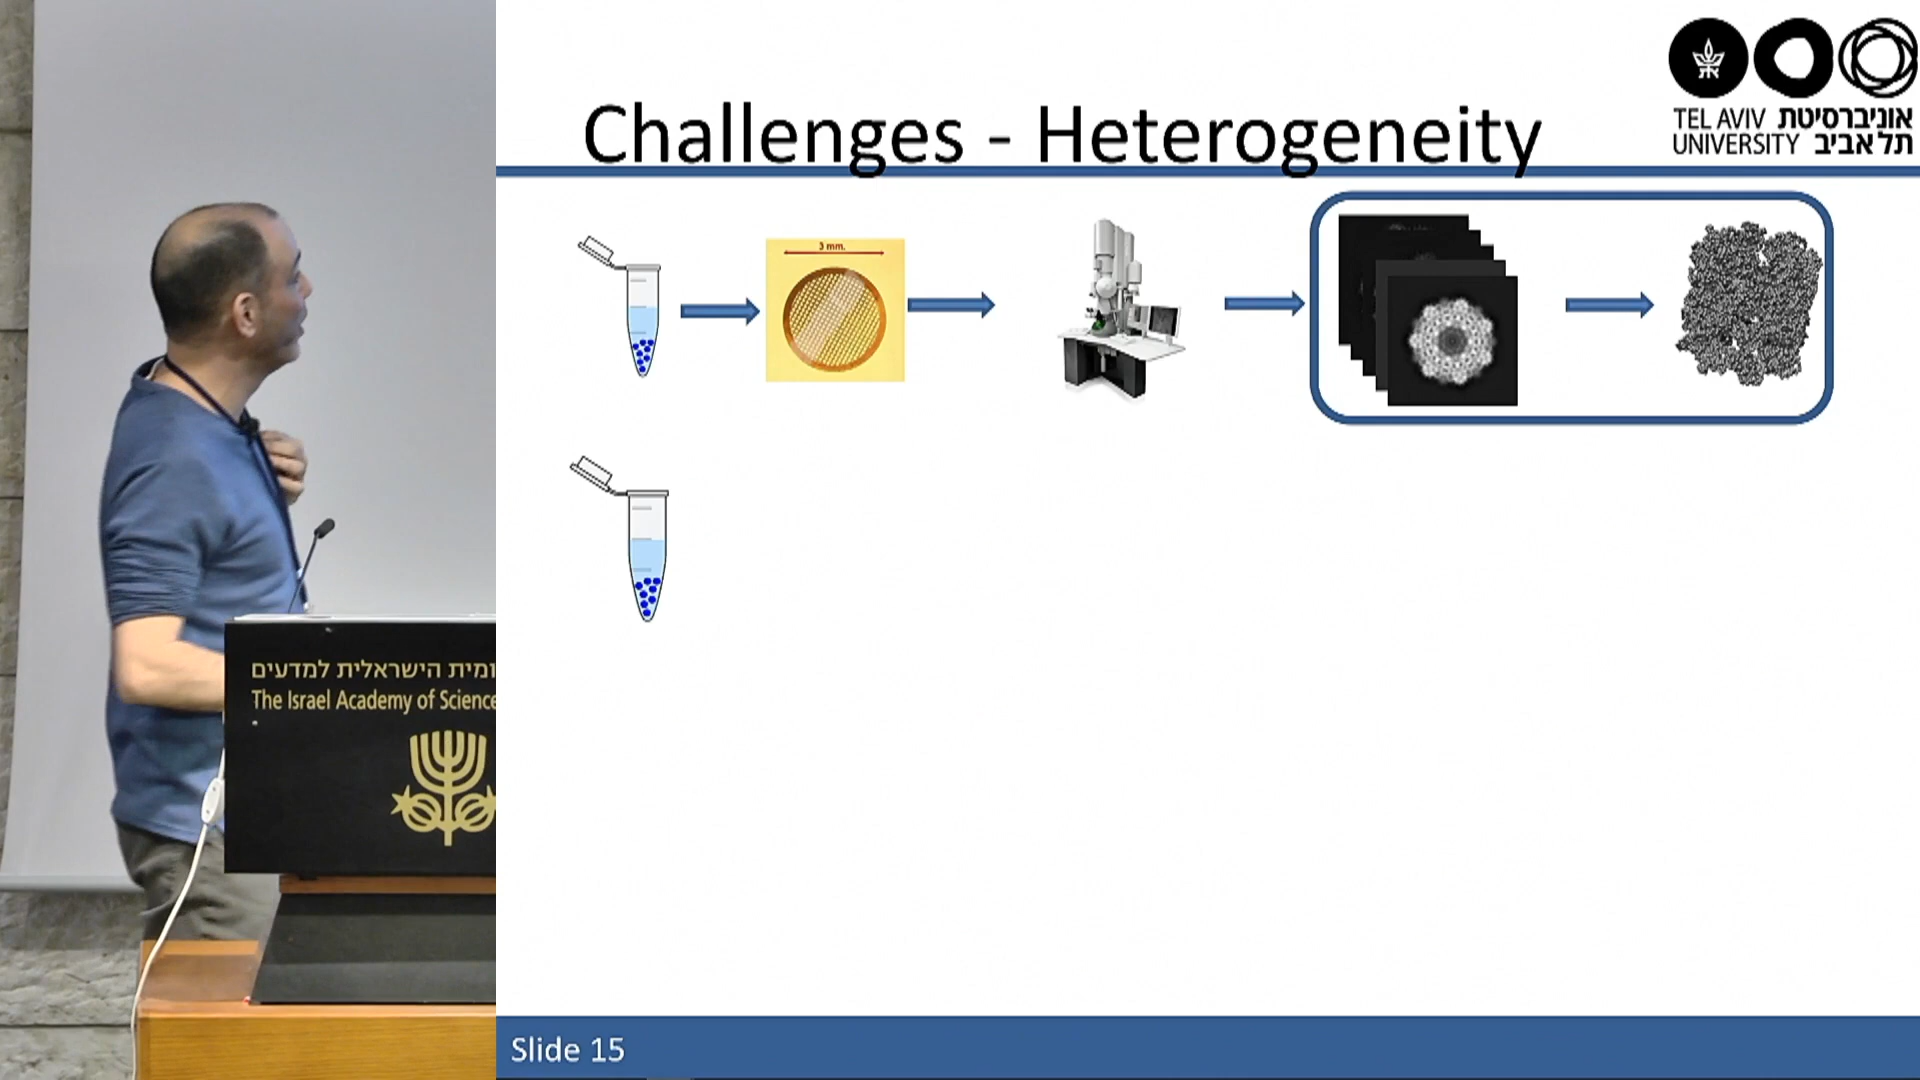 Challenges - Heterogeneity
TEL AVIV אוניברסיטת
UNIVERSITY תל אביב
3 mm.
ומית הישראלית למדעים
The Israel Academy of Science
Slide 15